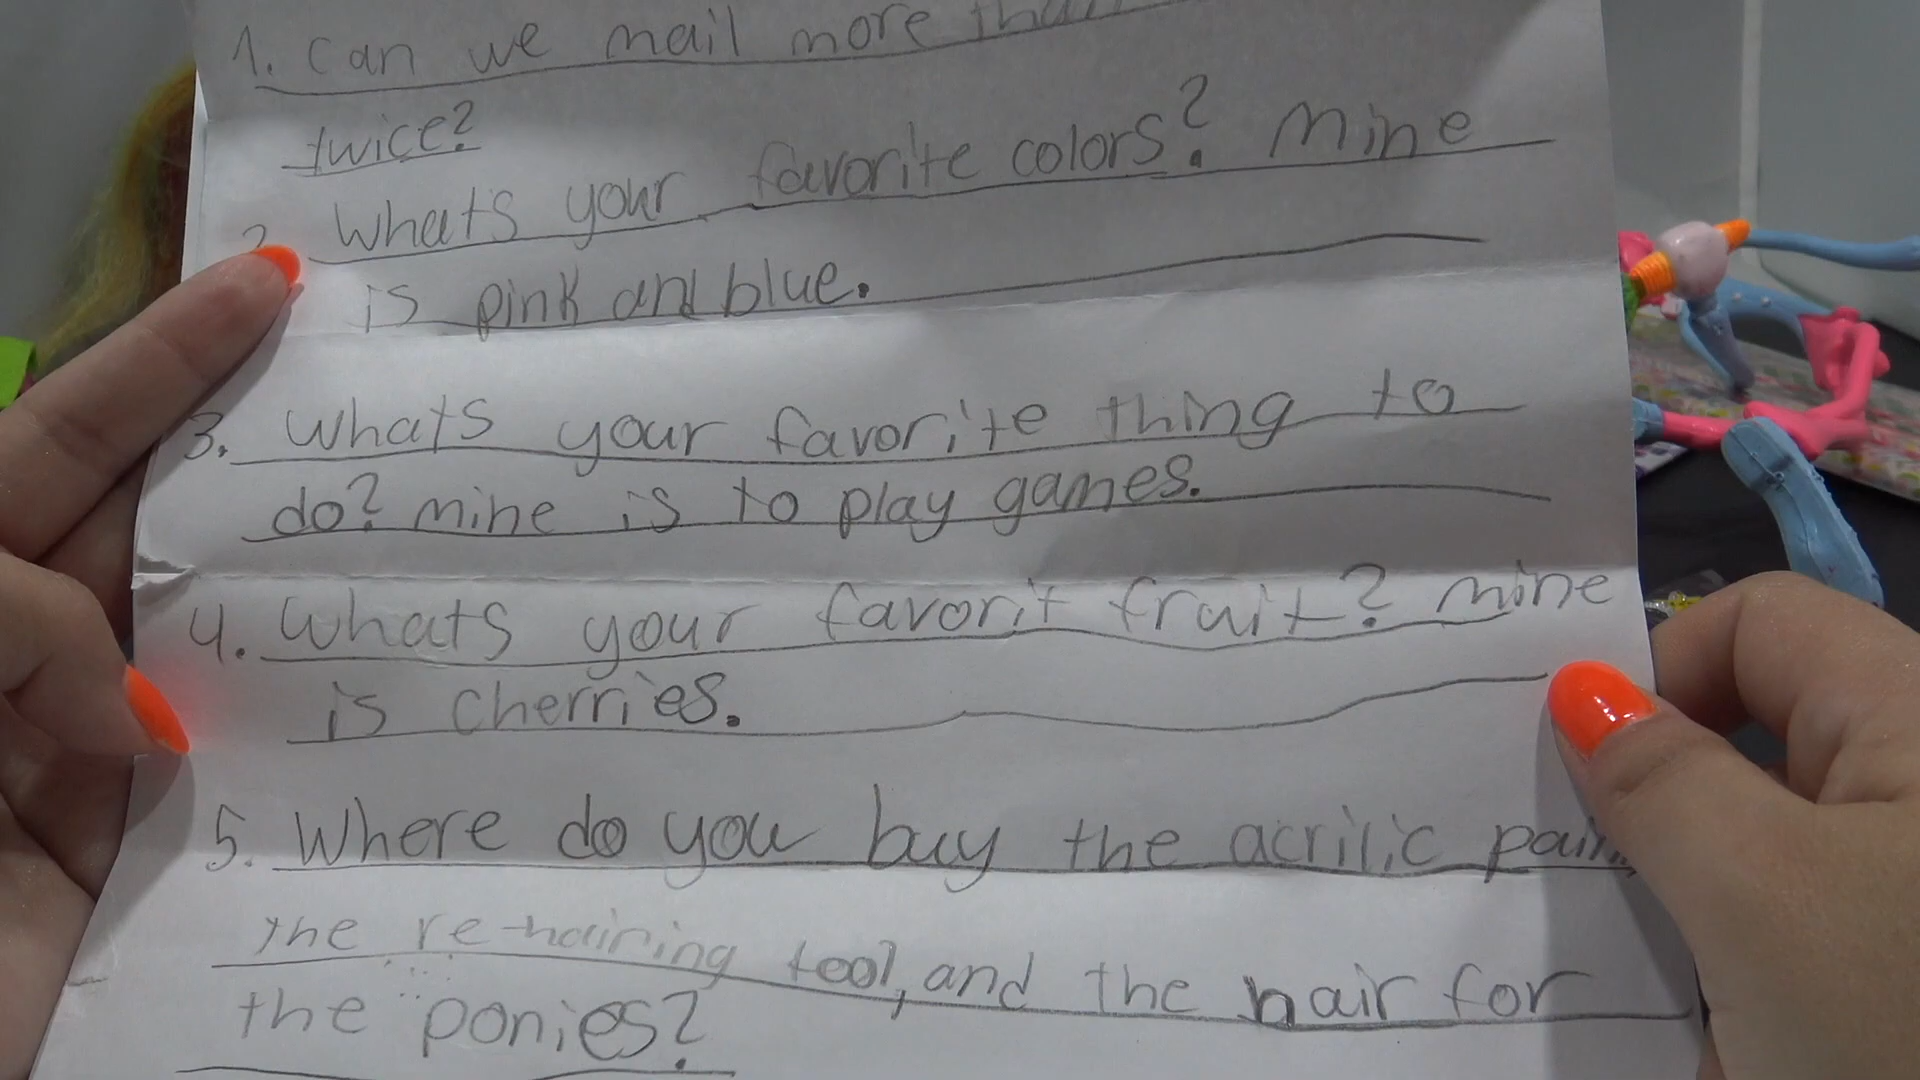 1. Can we mail more than
twice?
2 Whats your favorite colors? Mine
is pink and blue.
3. Whats your favorite thing to
do? mine is to play games.
4. Whats your favorit fruit? mine
is cherries.
5. Where do you buy the acrilic pain
the re-hairing tool, and the hair for
the ponies?